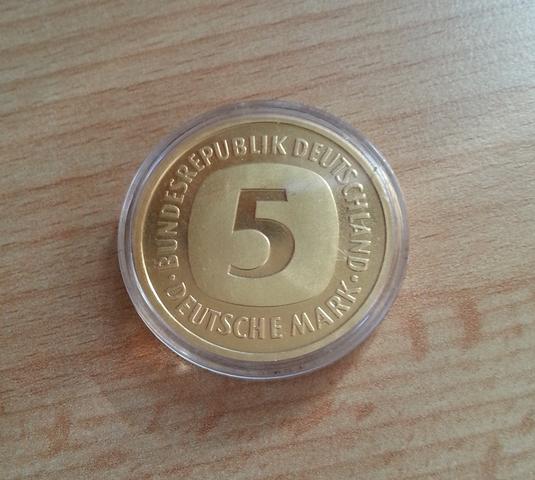 BUNDESREPUBLIK DEUTSCHLAND
5
· DEUTSCHE MARK ·